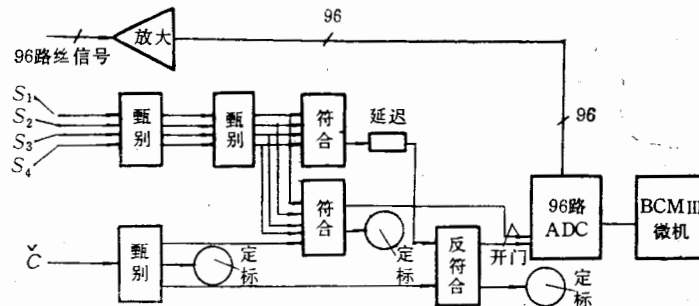 96
放大
96路丝信号
S₁
S₂
S₃
S₄
甄别
甄别
符合
延迟
96
符合
定标
Č
甄别
定标
反符合
开门
96路
ADC
BCMⅢ
微机
定标